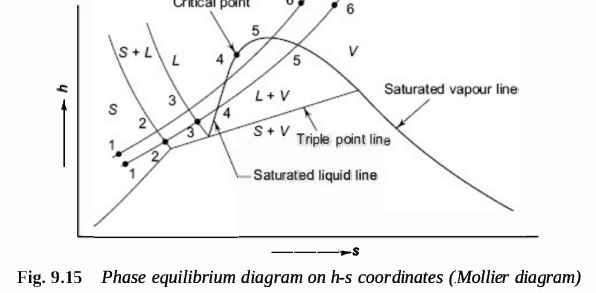 Critical point
6
6
5
S + L
L
4
5
V
h
S
3
L + V
Saturated vapour line
2
4
1
3
S + V
Triple point line
2
1
Saturated liquid line
s
Fig. 9.15 Phase equilibrium diagram on h-s coordinates (Mollier diagram)